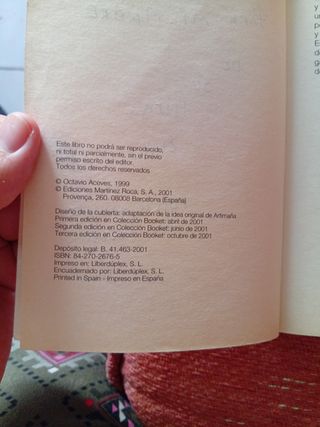 Este libro no podrá ser reproducido,
ni total ni parcialmente, sin el previo
permiso escrito del editor.
Todos los derechos reservados
© Octavio Aceves, 1999
© Ediciones Martínez Roca, S. A., 2001
Provença, 260. 08008 Barcelona (España)
Diseño de la cubierta: adaptación de la idea original de Artmaña
Primera edición en Colección Booket: abril de 2001
Segunda edición en Colección Booket: junio de 2001
Tercera edición en Colección Booket: octubre de 2001
Depósito legal: B. 41.463-2001
ISBN: 84-270-2676-5
Impreso en: Liberdúplex, S. L.
Encuadernado por: Liberdúplex, S. L.
Printed in Spain - Impreso en España